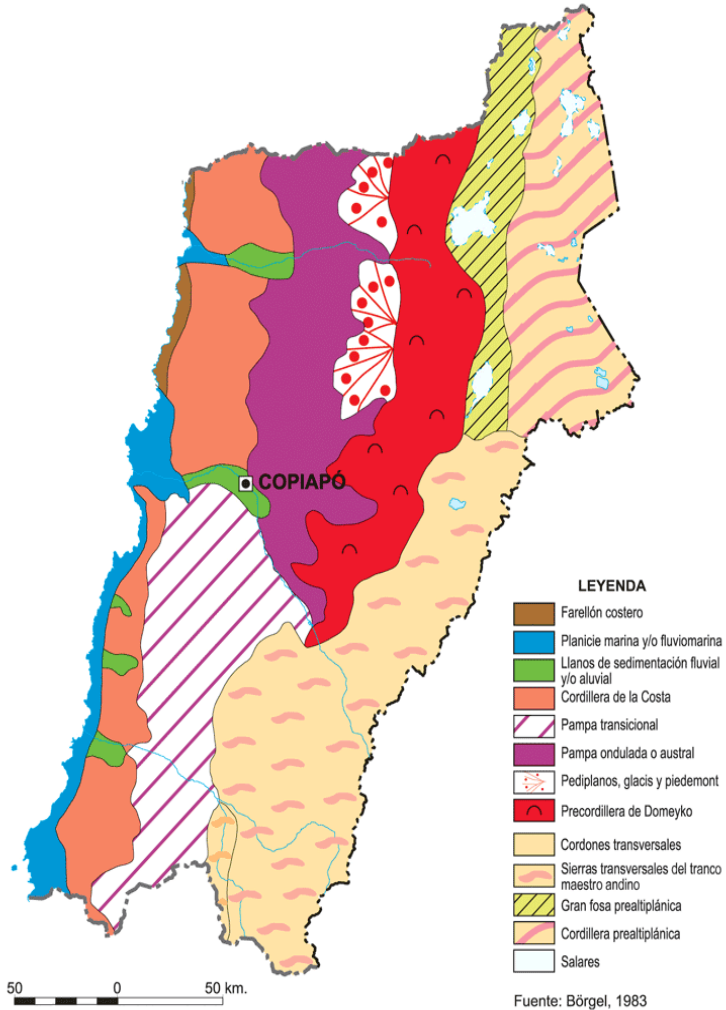 COPIAPÓ
LEYENDA
Farellón costero
Planicie marina y/o fluviomarina
Llanos de sedimentación fluvial
y/o aluvial
Cordillera de la Costa
Pampa transicional
Pampa ondulada o austral
Pediplanos, glacis y piedemont
Precordillera de Domeyko
Cordones transversales
Sierras transversales del tranco
maestro andino
Gran fosa prealtiplánica
Cordillera prealtiplánica
Salares
50 0 50 km.
Fuente: Börgel, 1983